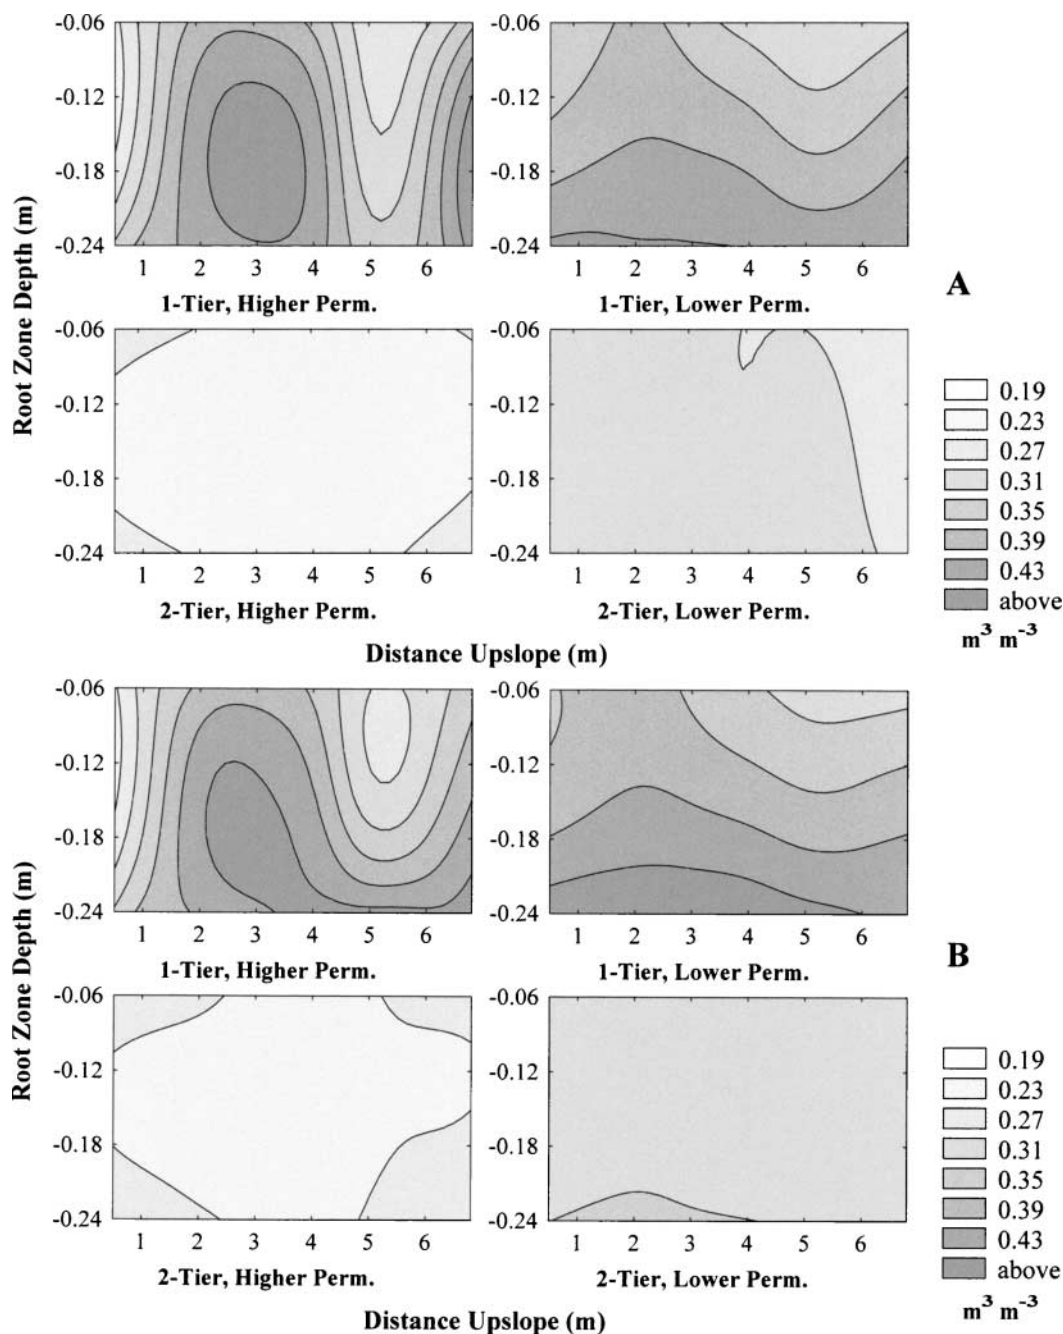 -0.06
-0.12
-0.18
-0.24
1 2 3 4 5 6
1-Tier, Higher Perm.
-0.06
-0.12
-0.18
-0.24
1 2 3 4 5 6
1-Tier, Lower Perm.
A
Root Zone Depth (m)
-0.06
-0.12
-0.18
-0.24
1 2 3 4 5 6
2-Tier, Higher Perm.
-0.06
-0.12
-0.18
-0.24
1 2 3 4 5 6
2-Tier, Lower Perm.
0.19
0.23
0.27
0.31
0.35
0.39
0.43
above
m³ m⁻³
Distance Upslope (m)
-0.06
-0.12
-0.18
-0.24
1 2 3 4 5 6
1-Tier, Higher Perm.
-0.06
-0.12
-0.18
-0.24
1 2 3 4 5 6
1-Tier, Lower Perm.
B
Root Zone Depth (m)
-0.06
-0.12
-0.18
-0.24
1 2 3 4 5 6
2-Tier, Higher Perm.
-0.06
-0.12
-0.18
-0.24
1 2 3 4 5 6
2-Tier, Lower Perm.
0.19
0.23
0.27
0.31
0.35
0.39
0.43
above
m³ m⁻³
Distance Upslope (m)